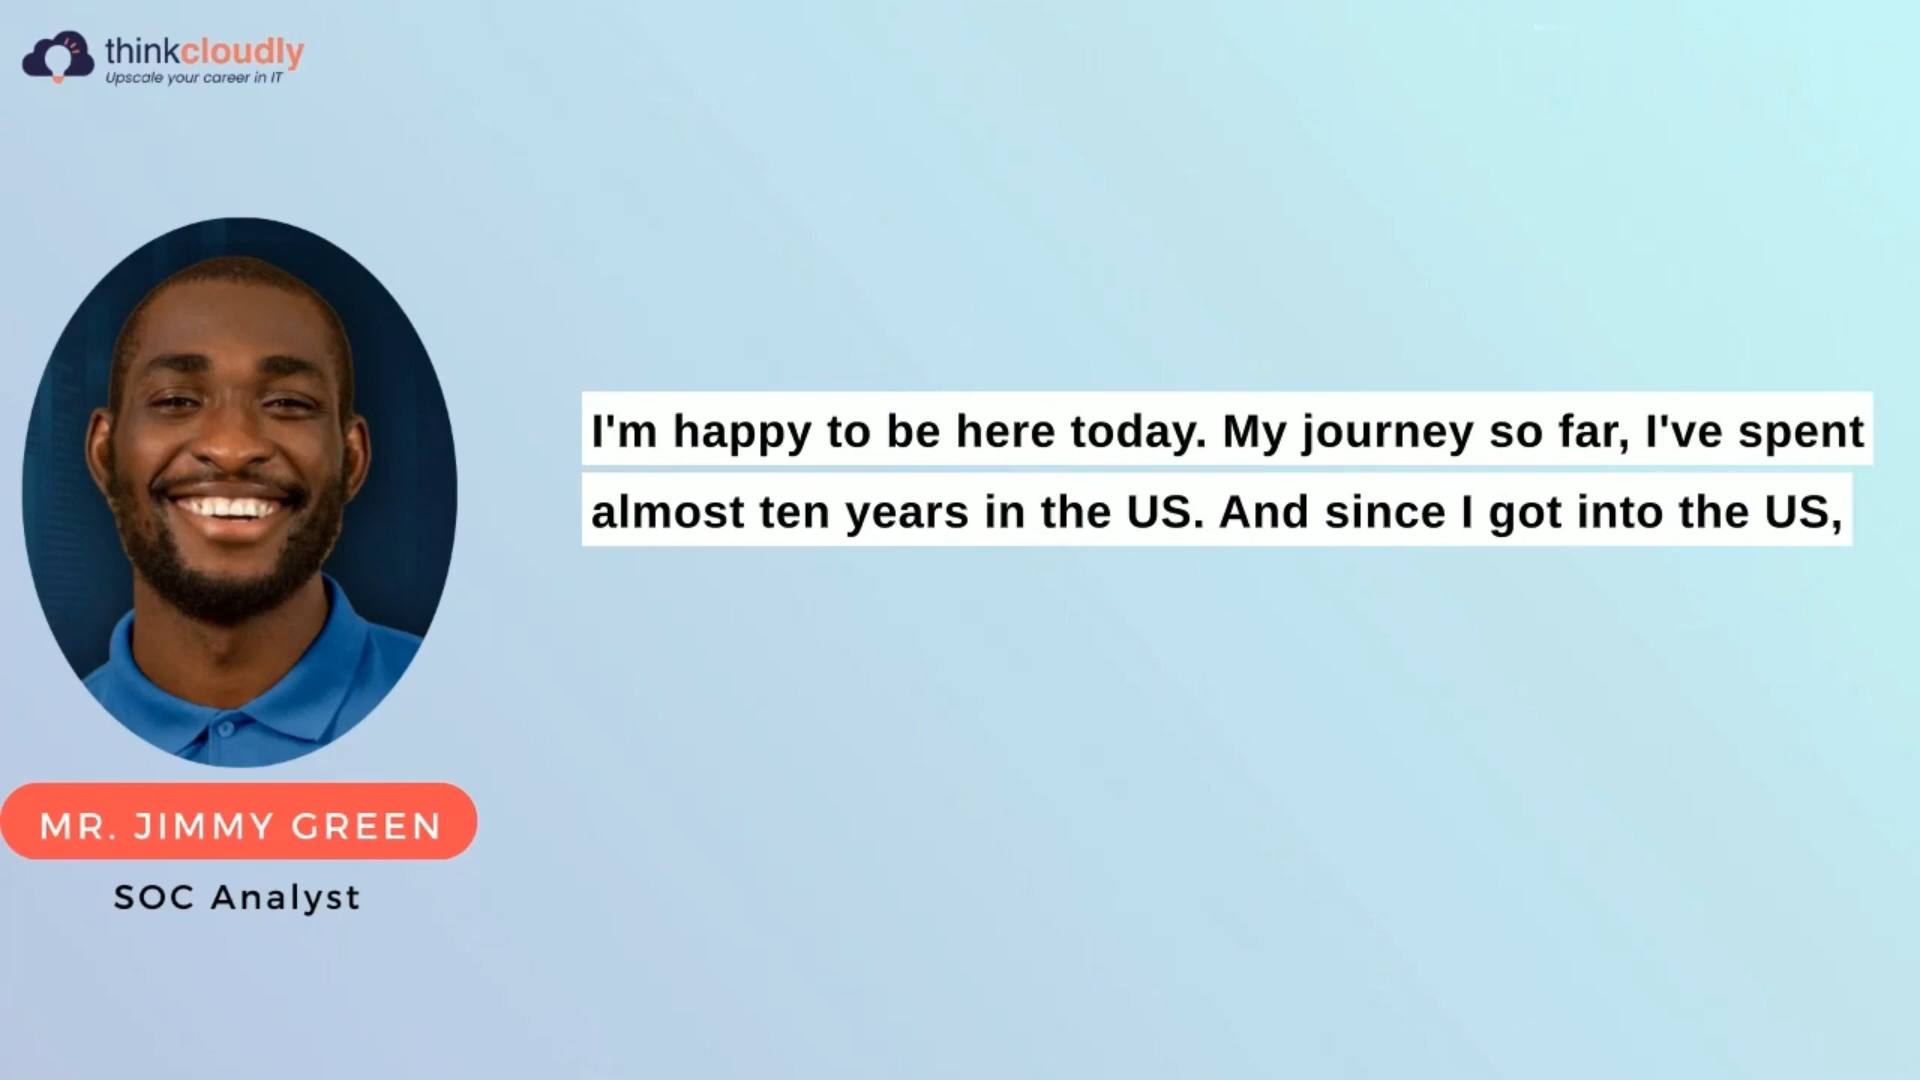 thinkcloudly
Upscale your career in IT
I'm happy to be here today. My journey so far, I've spent
almost ten years in the US. And since I got into the US,
MR. JIMMY GREEN
SOC Analyst